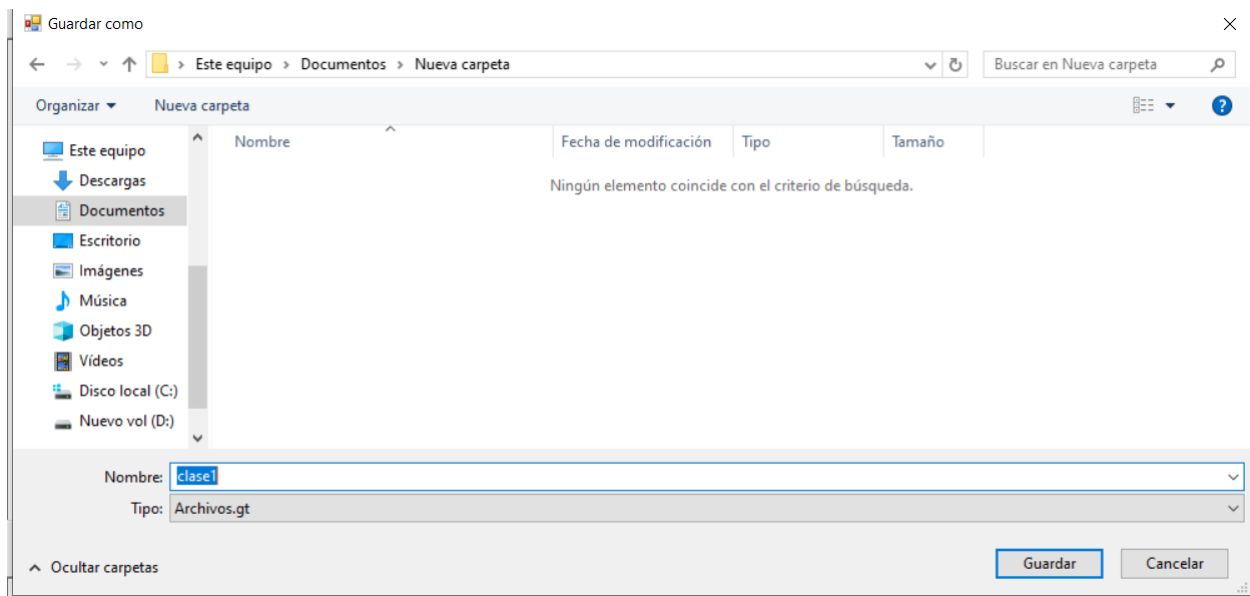 Guardar como
Este equipo > Documentos > Nueva carpeta
Buscar en Nueva carpeta
Organizar
Nueva carpeta
Nombre
Fecha de modificación
Tipo
Tamaño
Este equipo
Descargas
Documentos
Escritorio
Imágenes
Música
Objetos 3D
Vídeos
Disco local (C:)
Nuevo vol (D:)
Ningún elemento coincide con el criterio de búsqueda.
Nombre: clase1
Tipo: Archivos.gt
Ocultar carpetas
Guardar
Cancelar